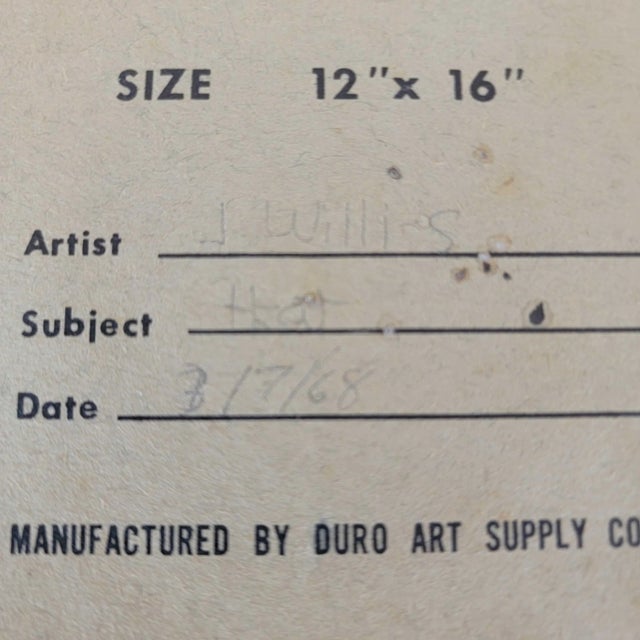 SIZE 12" x 16"
Artist J Willis
Subject
Date 3/7/68
MANUFACTURED BY DURO ART SUPPLY CO